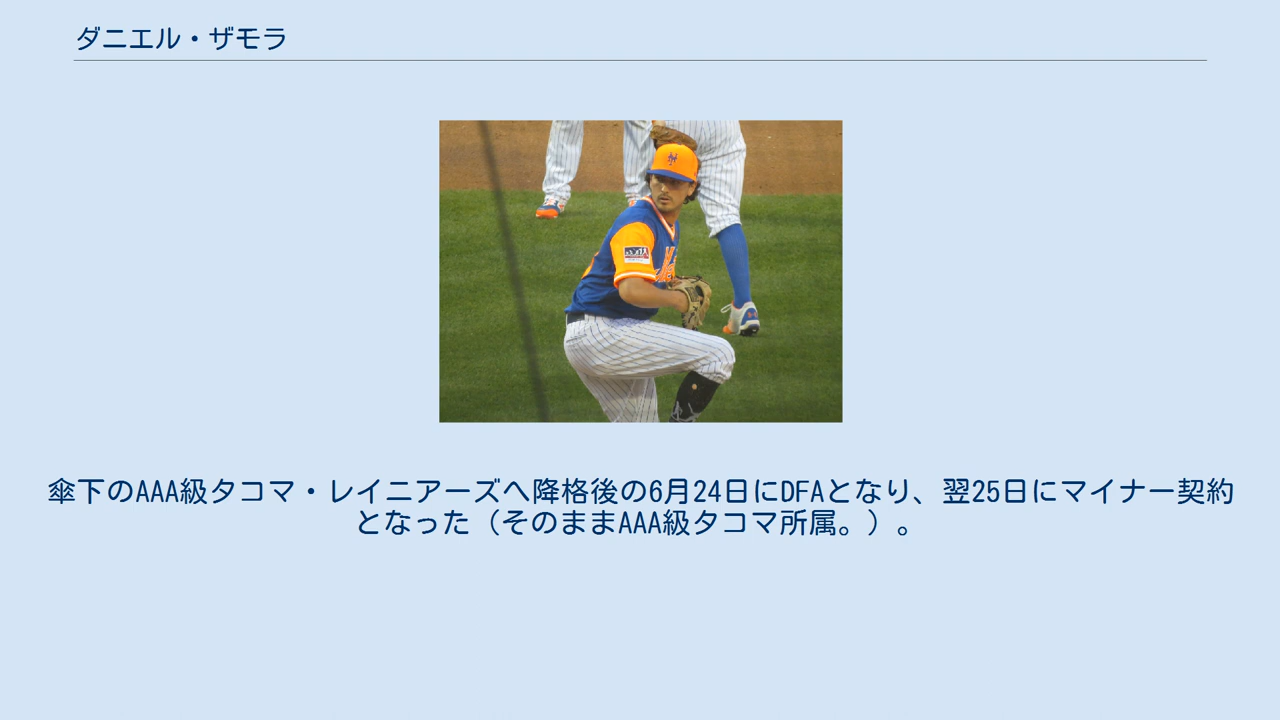 ダニエル・ザモラ
傘下のAAA級タコマ・レイニアーズへ降格後の6月24日にDFAとなり、翌25日にマイナー契約
となった（そのままAAA級タコマ所属。）。